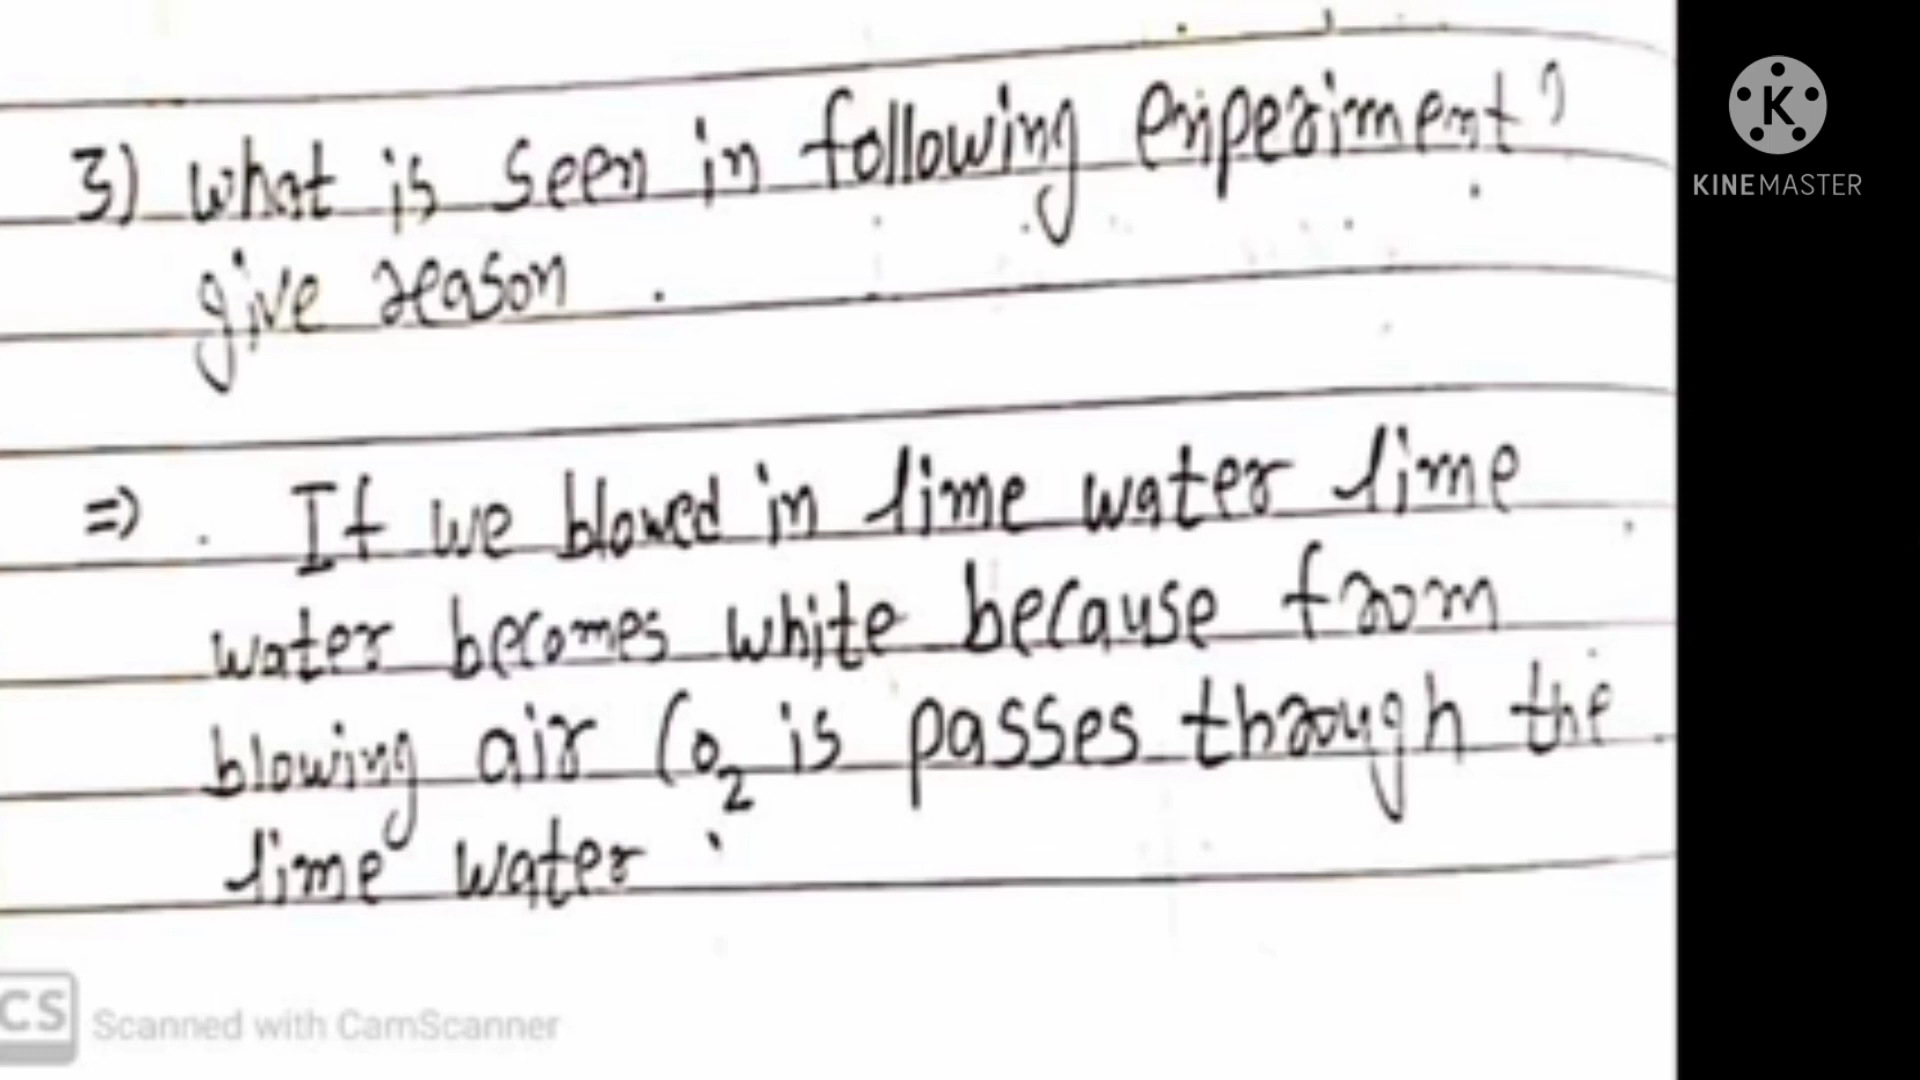 3) What is seen in following experiment?
give reason.
=> . If we blowed in lime water lime
water becomes white because from
blowing air CO2 is passes through the
lime water.
CS Scanned with CamScanner
K
KINEMASTER